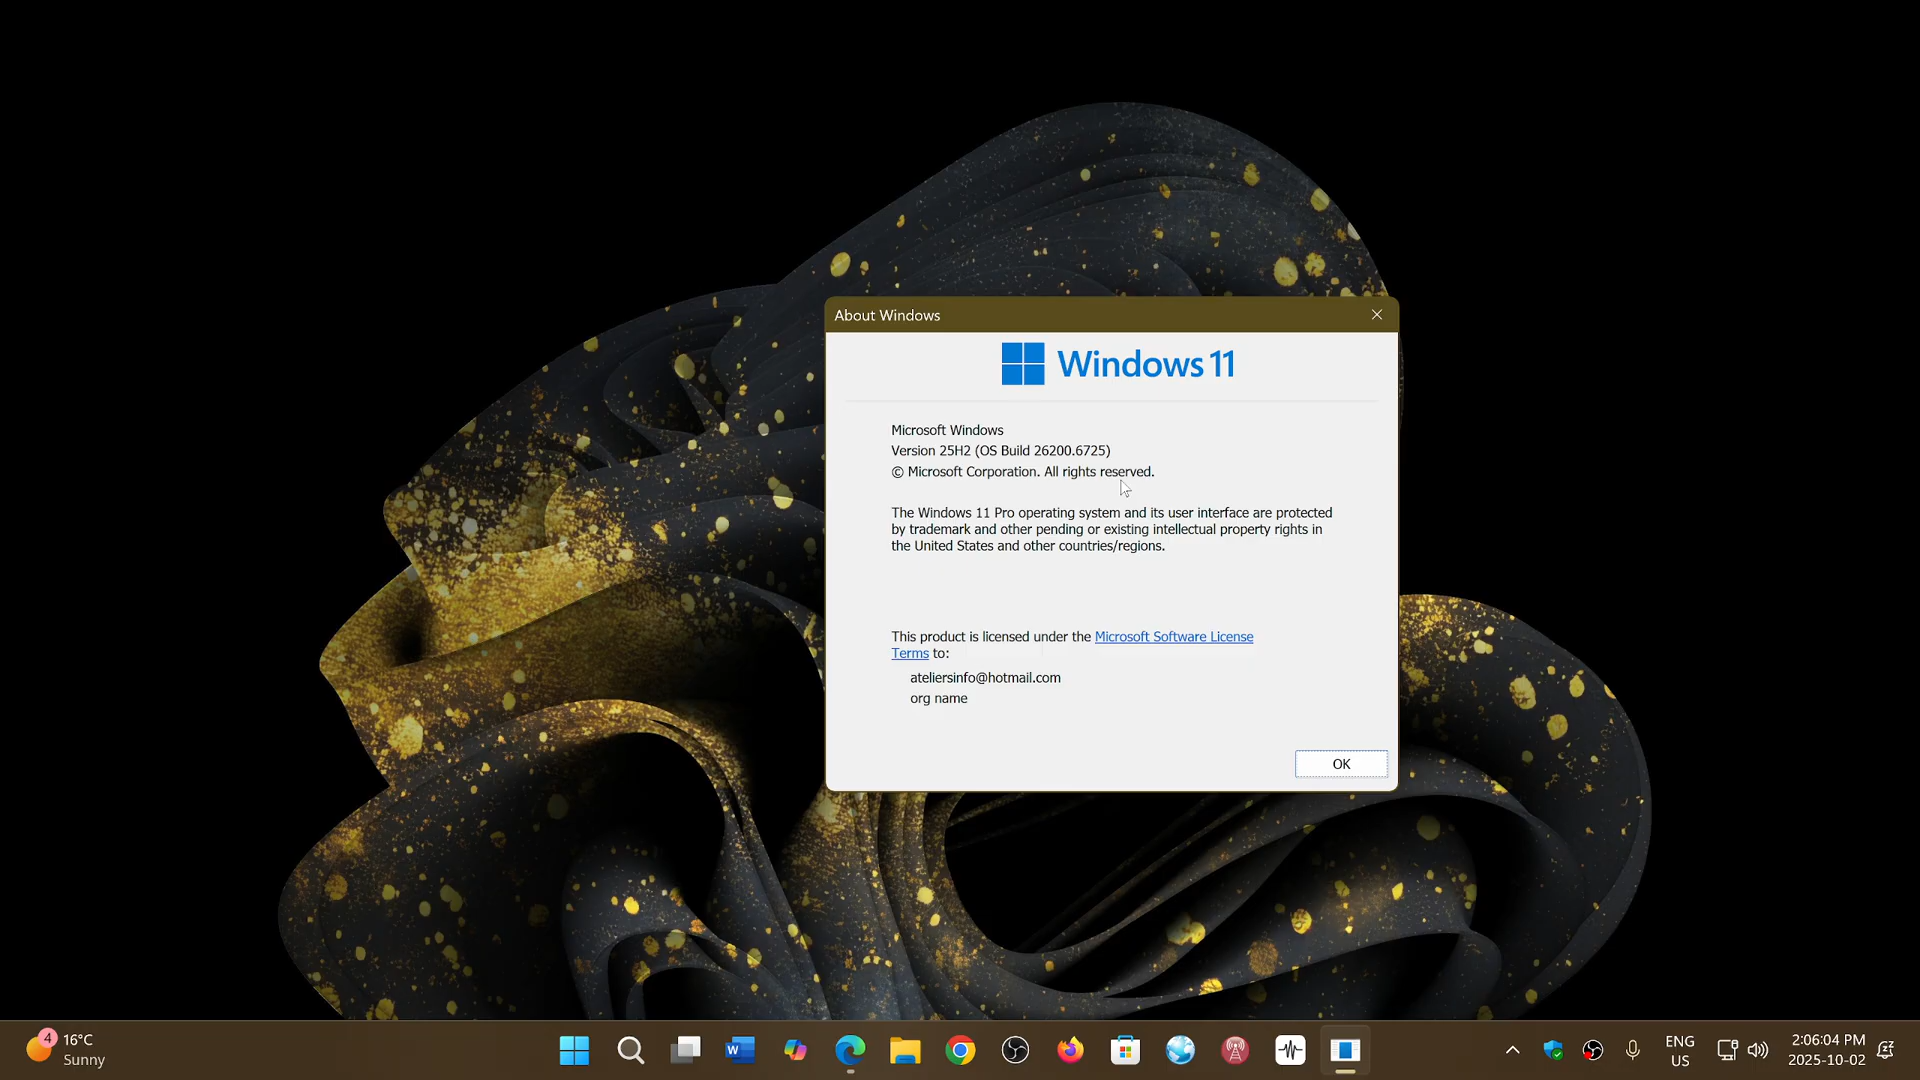 About Windows
Windows 11
Microsoft Windows
Version 25H2 (OS Build 26200.6725)
© Microsoft Corporation. All rights reserved.
The Windows 11 Pro operating system and its user interface are protected
by trademark and other pending or existing intellectual property rights in
the United States and other countries/regions.
This product is licensed under the Microsoft Software License
Terms to:
ateliersinfo@hotmail.com
org name
OK
4
16°C
Sunny
W
ENG
US
2:06:04 PM
2025-10-02